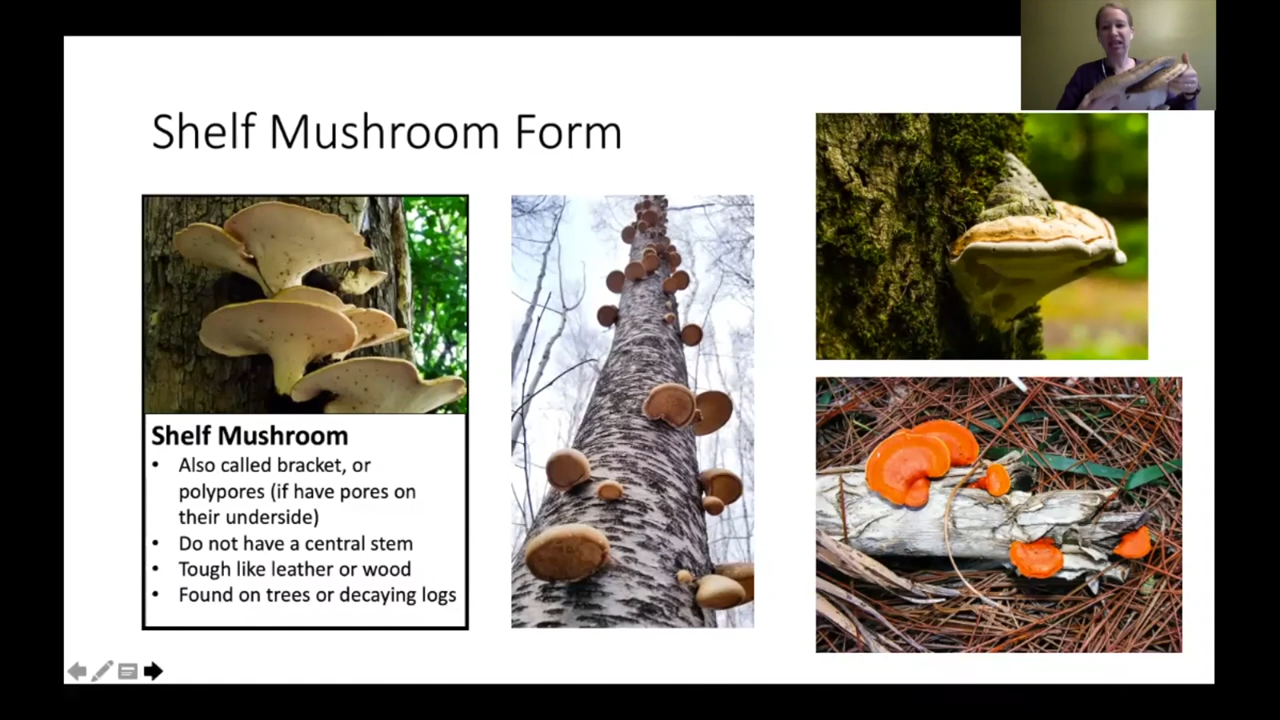 Shelf Mushroom Form
Shelf Mushroom
• Also called bracket, or
polypores (if have pores on
their underside)
• Do not have a central stem
• Tough like leather or wood
• Found on trees or decaying logs